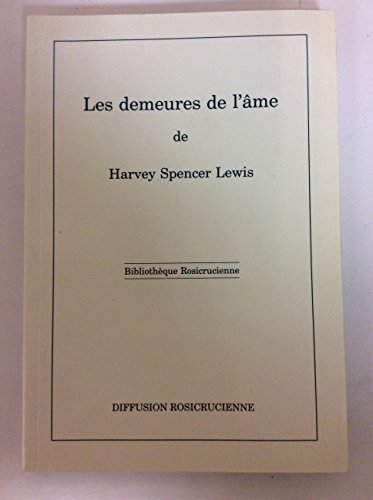 Les demeures de l'âme
de
Harvey Spencer Lewis
Bibliothèque Rosicrucienne
DIFFUSION ROSICRUCIENNE